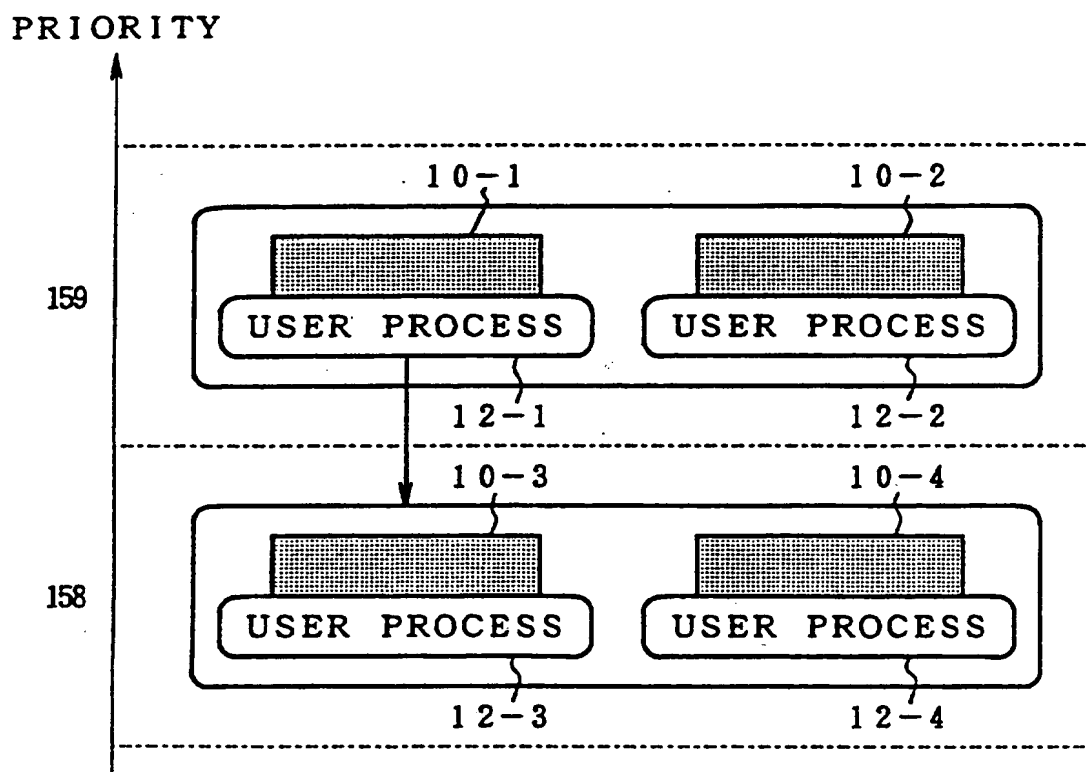 PRIORITY
10-1 10-2
159
USER PROCESS USER PROCESS
12-1 12-2
10-3 10-4
158
USER PROCESS USER PROCESS
12-3 12-4